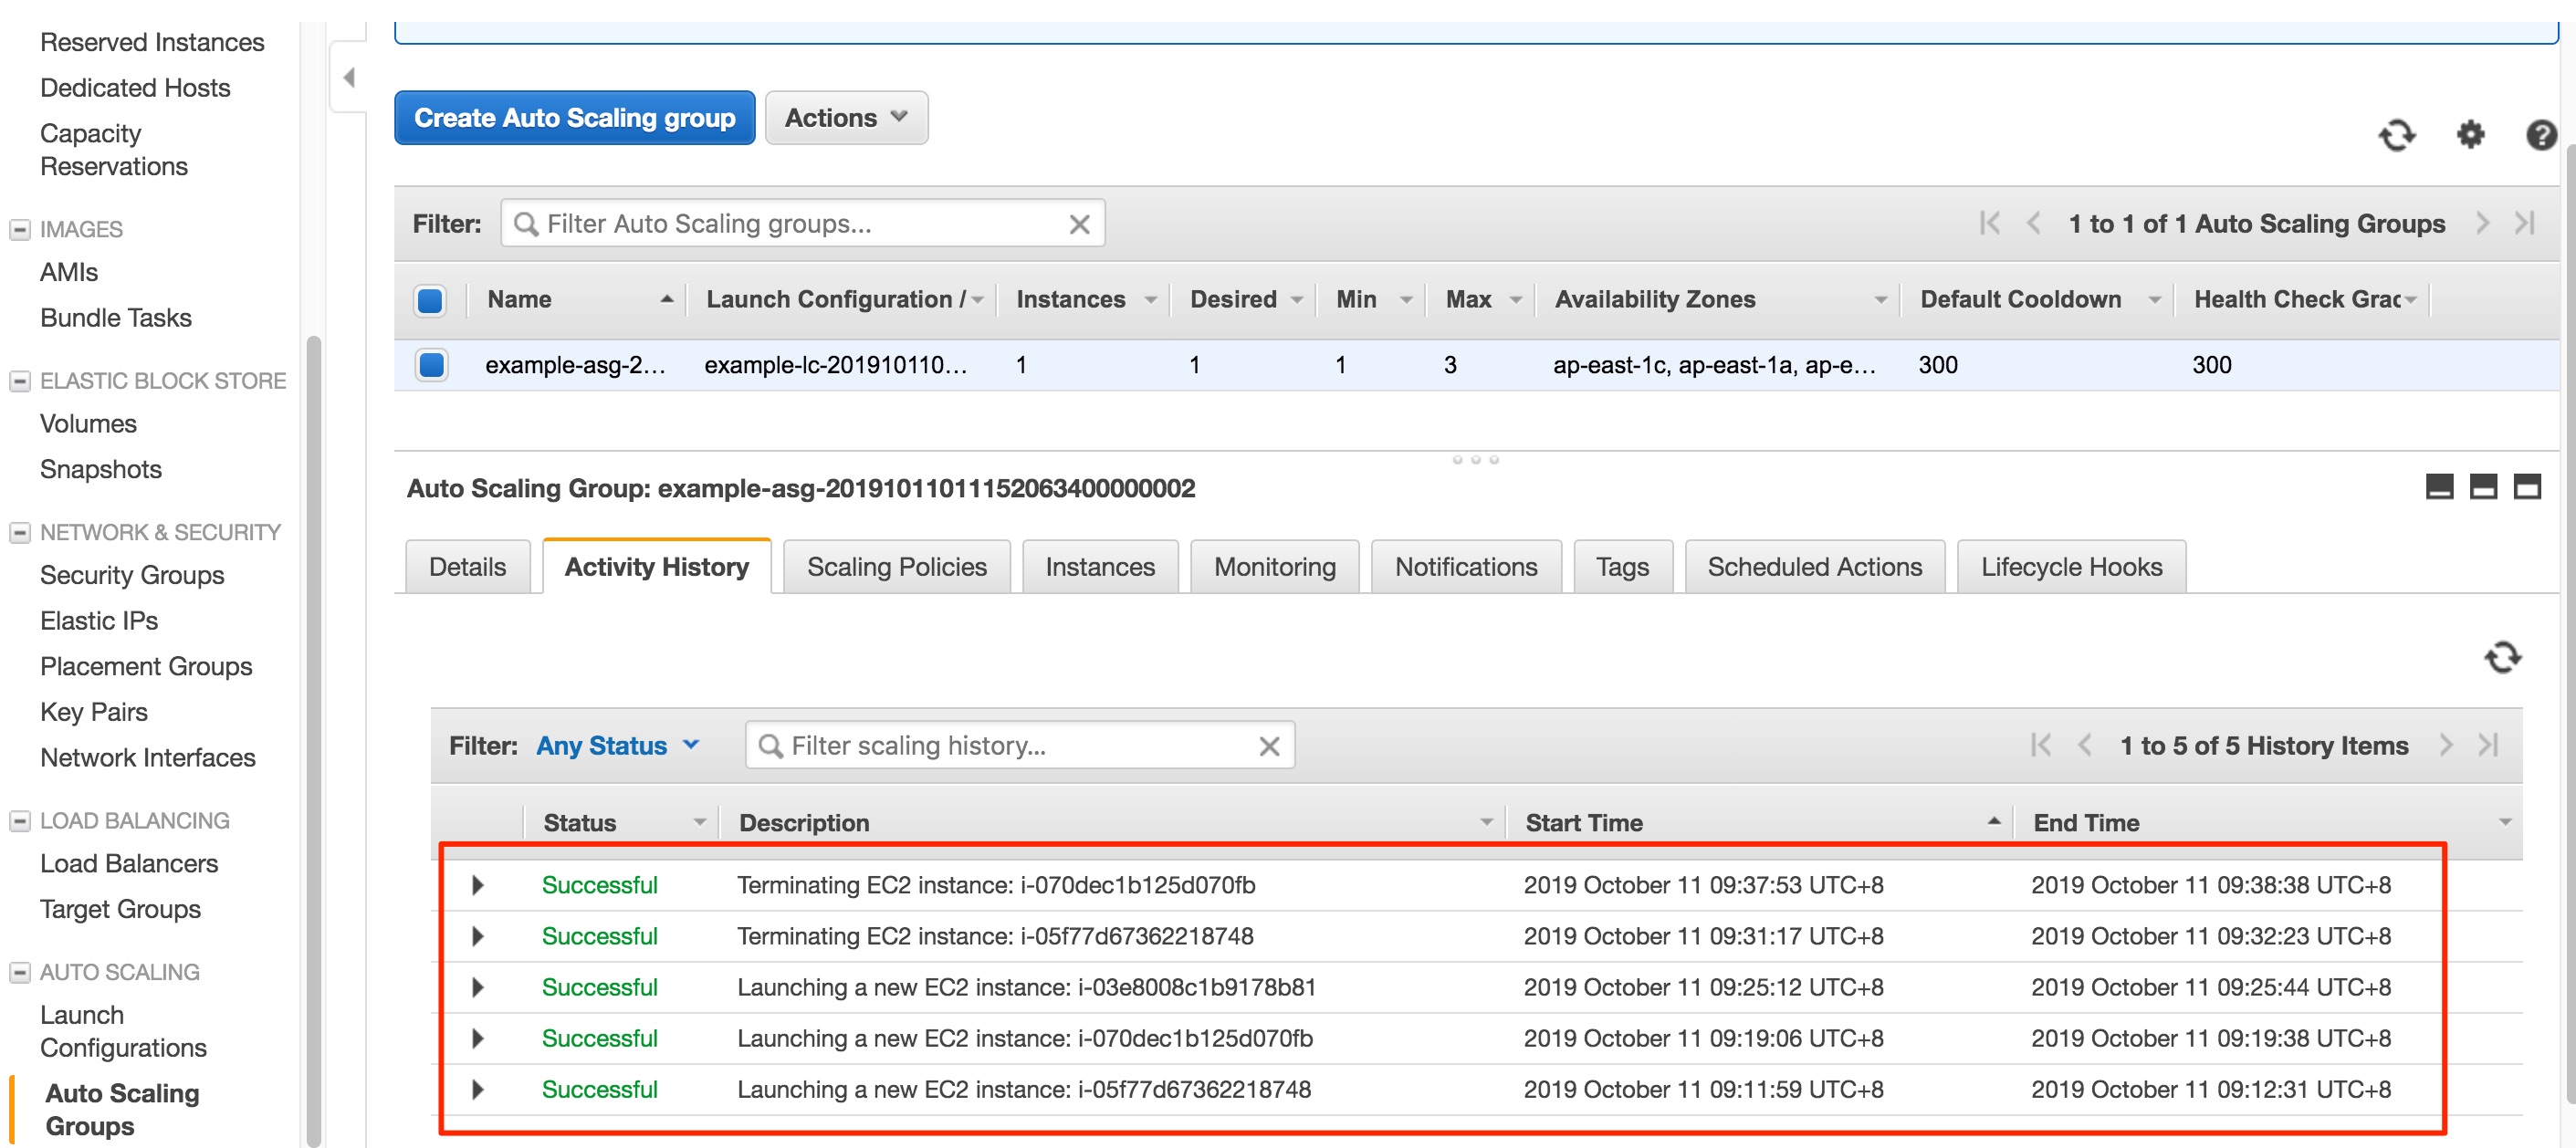 Reserved Instances
Dedicated Hosts
Capacity
Reservations
IMAGES
AMIs
Bundle Tasks
ELASTIC BLOCK STORE
Volumes
Snapshots
NETWORK & SECURITY
Security Groups
Elastic IPs
Placement Groups
Key Pairs
Network Interfaces
LOAD BALANCING
Load Balancers
Target Groups
AUTO SCALING
Launch
Configurations
Auto Scaling
Groups
Create Auto Scaling group Actions
Filter: Filter Auto Scaling groups... 1 to 1 of 1 Auto Scaling Groups
Name Launch Configuration / Instances Desired Min Max Availability Zones Default Cooldown Health Check Grac
example-asg-2... example-lc-201910110... 1 1 1 3 ap-east-1c, ap-east-1a, ap-e... 300 300
Auto Scaling Group: example-asg-20191011011152063400000002
Details Activity History Scaling Policies Instances Monitoring Notifications Tags Scheduled Actions Lifecycle Hooks
Filter: Any Status Filter scaling history... 1 to 5 of 5 History Items
Status Description Start Time End Time
Successful Terminating EC2 instance: i-070dec1b125d070fb 2019 October 11 09:37:53 UTC+8 2019 October 11 09:38:38 UTC+8
Successful Terminating EC2 instance: i-05f77d67362218748 2019 October 11 09:31:17 UTC+8 2019 October 11 09:32:23 UTC+8
Successful Launching a new EC2 instance: i-03e8008c1b9178b81 2019 October 11 09:25:12 UTC+8 2019 October 11 09:25:44 UTC+8
Successful Launching a new EC2 instance: i-070dec1b125d070fb 2019 October 11 09:19:06 UTC+8 2019 October 11 09:19:38 UTC+8
Successful Launching a new EC2 instance: i-05f77d67362218748 2019 October 11 09:11:59 UTC+8 2019 October 11 09:12:31 UTC+8